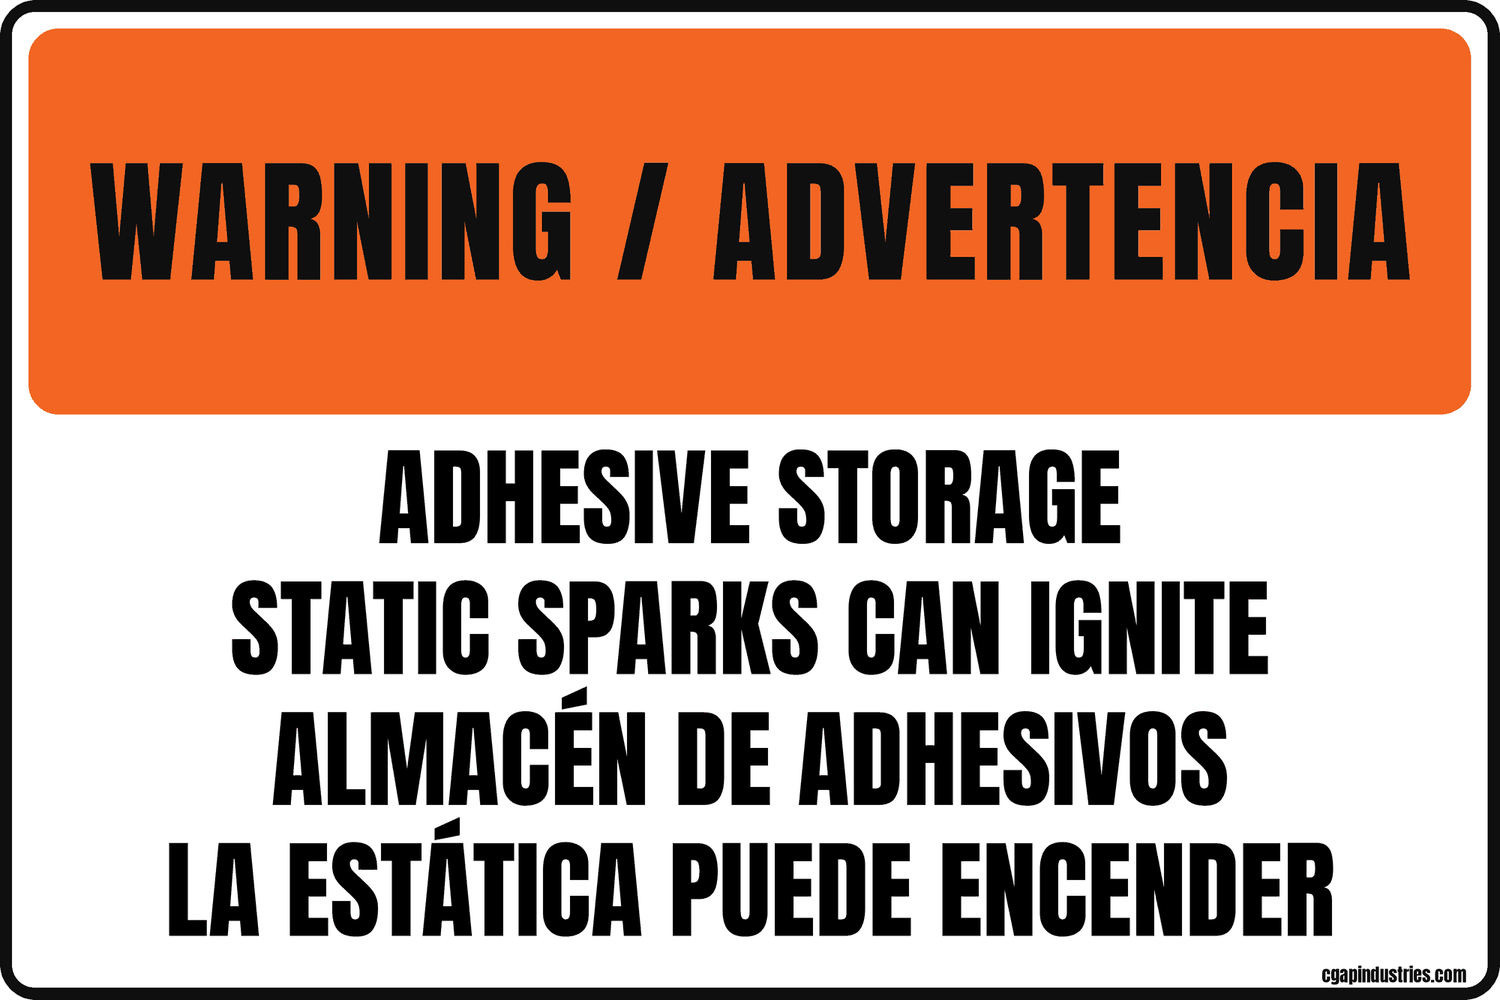 WARNING / ADVERTENCIA
ADHESIVE STORAGE
STATIC SPARKS CAN IGNITE
ALMACÉN DE ADHESIVOS
LA ESTÁTICA PUEDE ENCENDER
cgapindustries.com